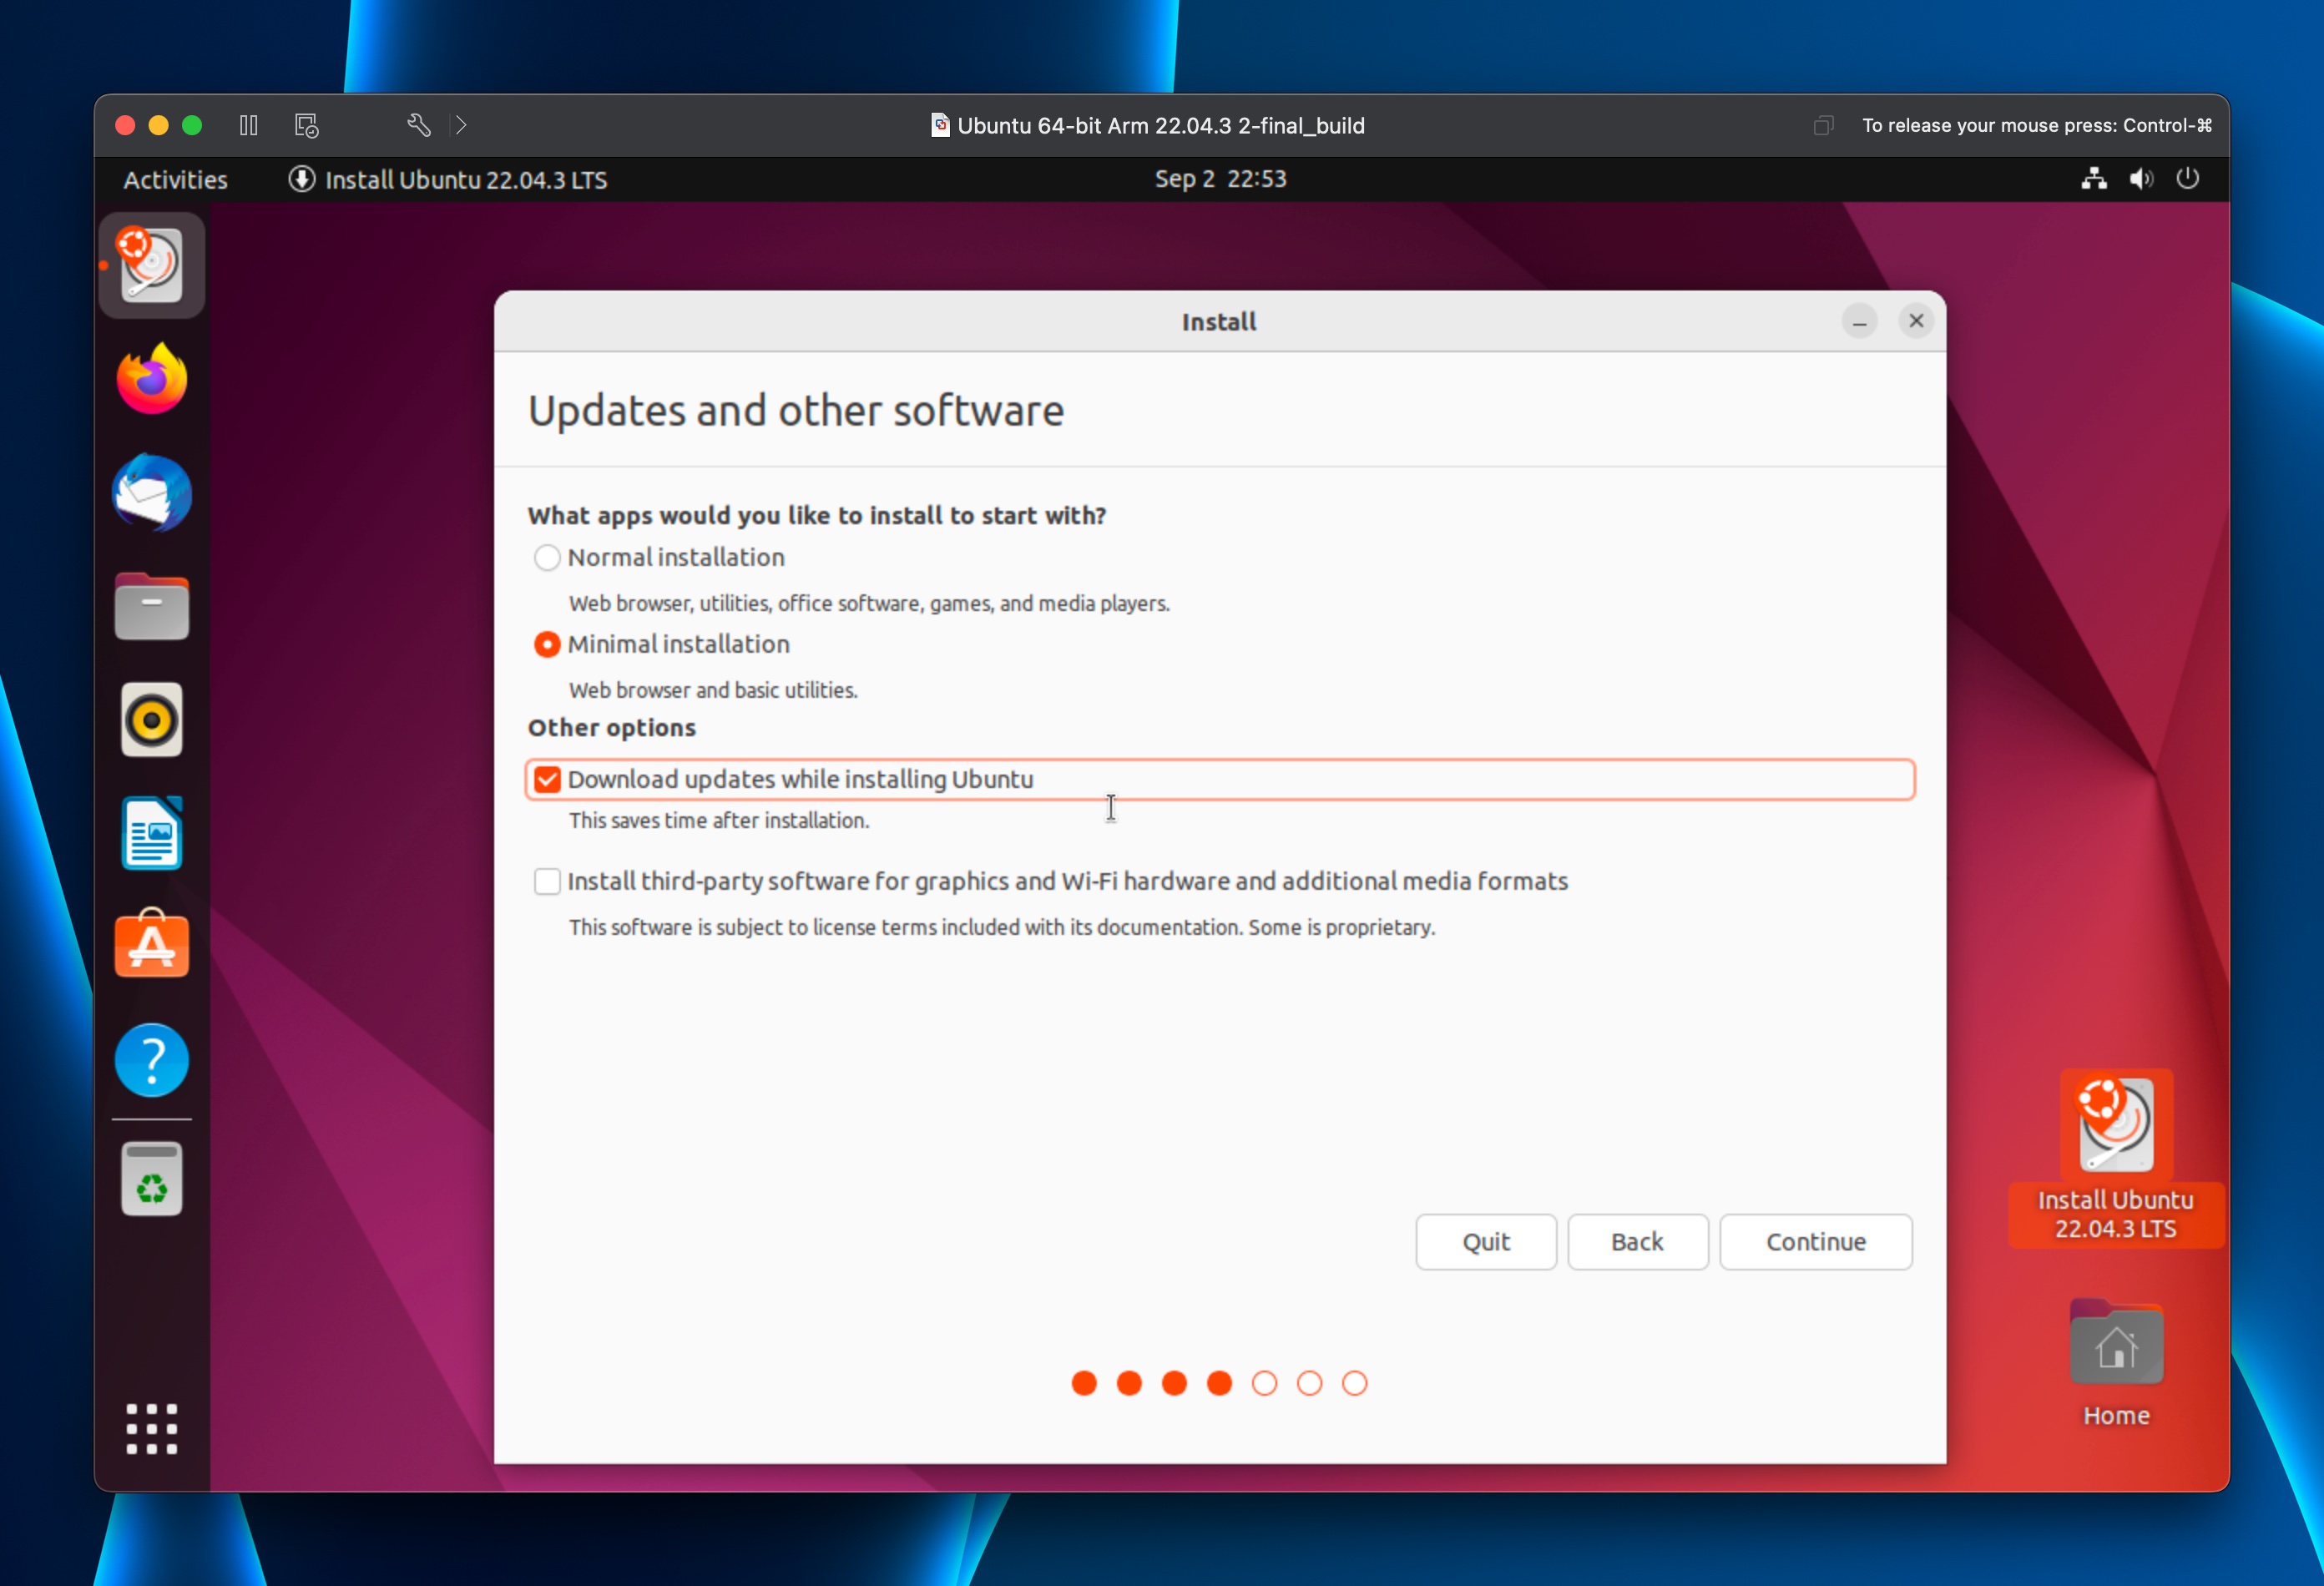 Ubuntu 64-bit Arm 22.04.3 2-final_build
To release your mouse press: Control-⌘
Activities
Install Ubuntu 22.04.3 LTS
Sep 2 22:53
Install
Updates and other software
What apps would you like to install to start with?
Normal installation
Web browser, utilities, office software, games, and media players.
Minimal installation
Web browser and basic utilities.
Other options
Download updates while installing Ubuntu
This saves time after installation.
Install third-party software for graphics and Wi-Fi hardware and additional media formats
This software is subject to license terms included with its documentation. Some is proprietary.
Quit
Back
Continue
Install Ubuntu
22.04.3 LTS
Home